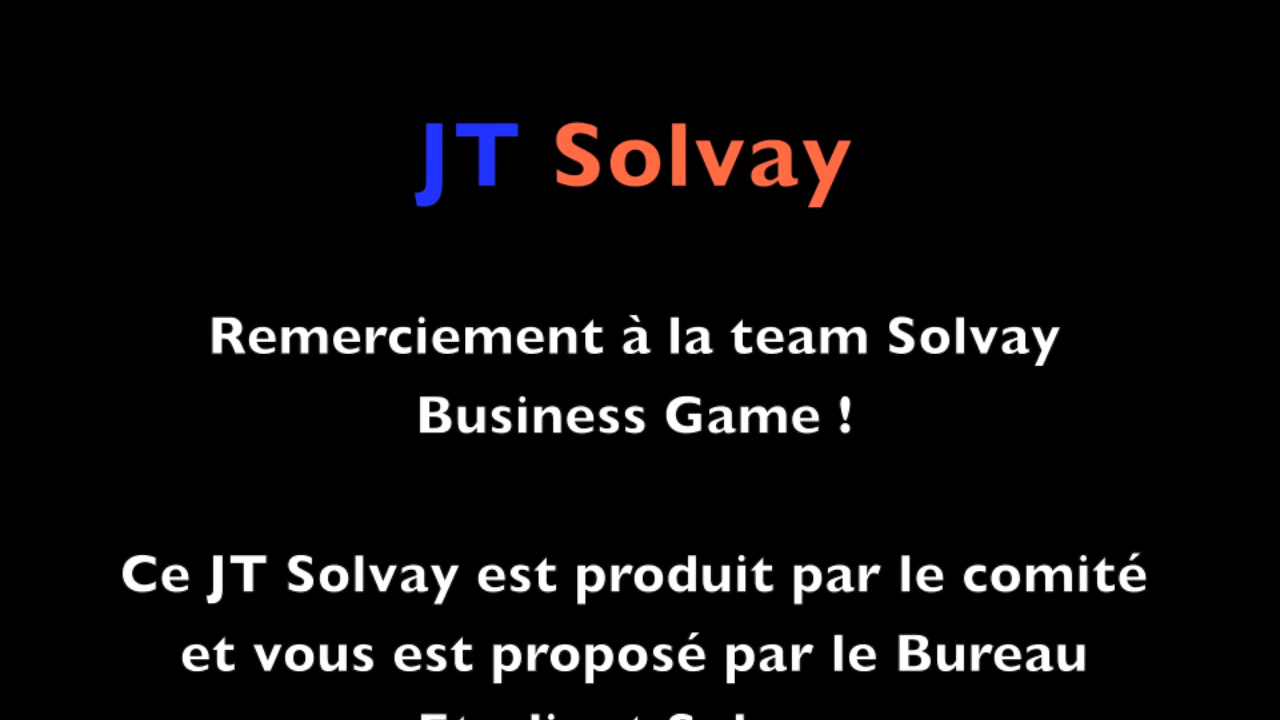 JT Solvay
Remerciement à la team Solvay
Business Game !
Ce JT Solvay est produit par le comité
et vous est proposé par le Bureau